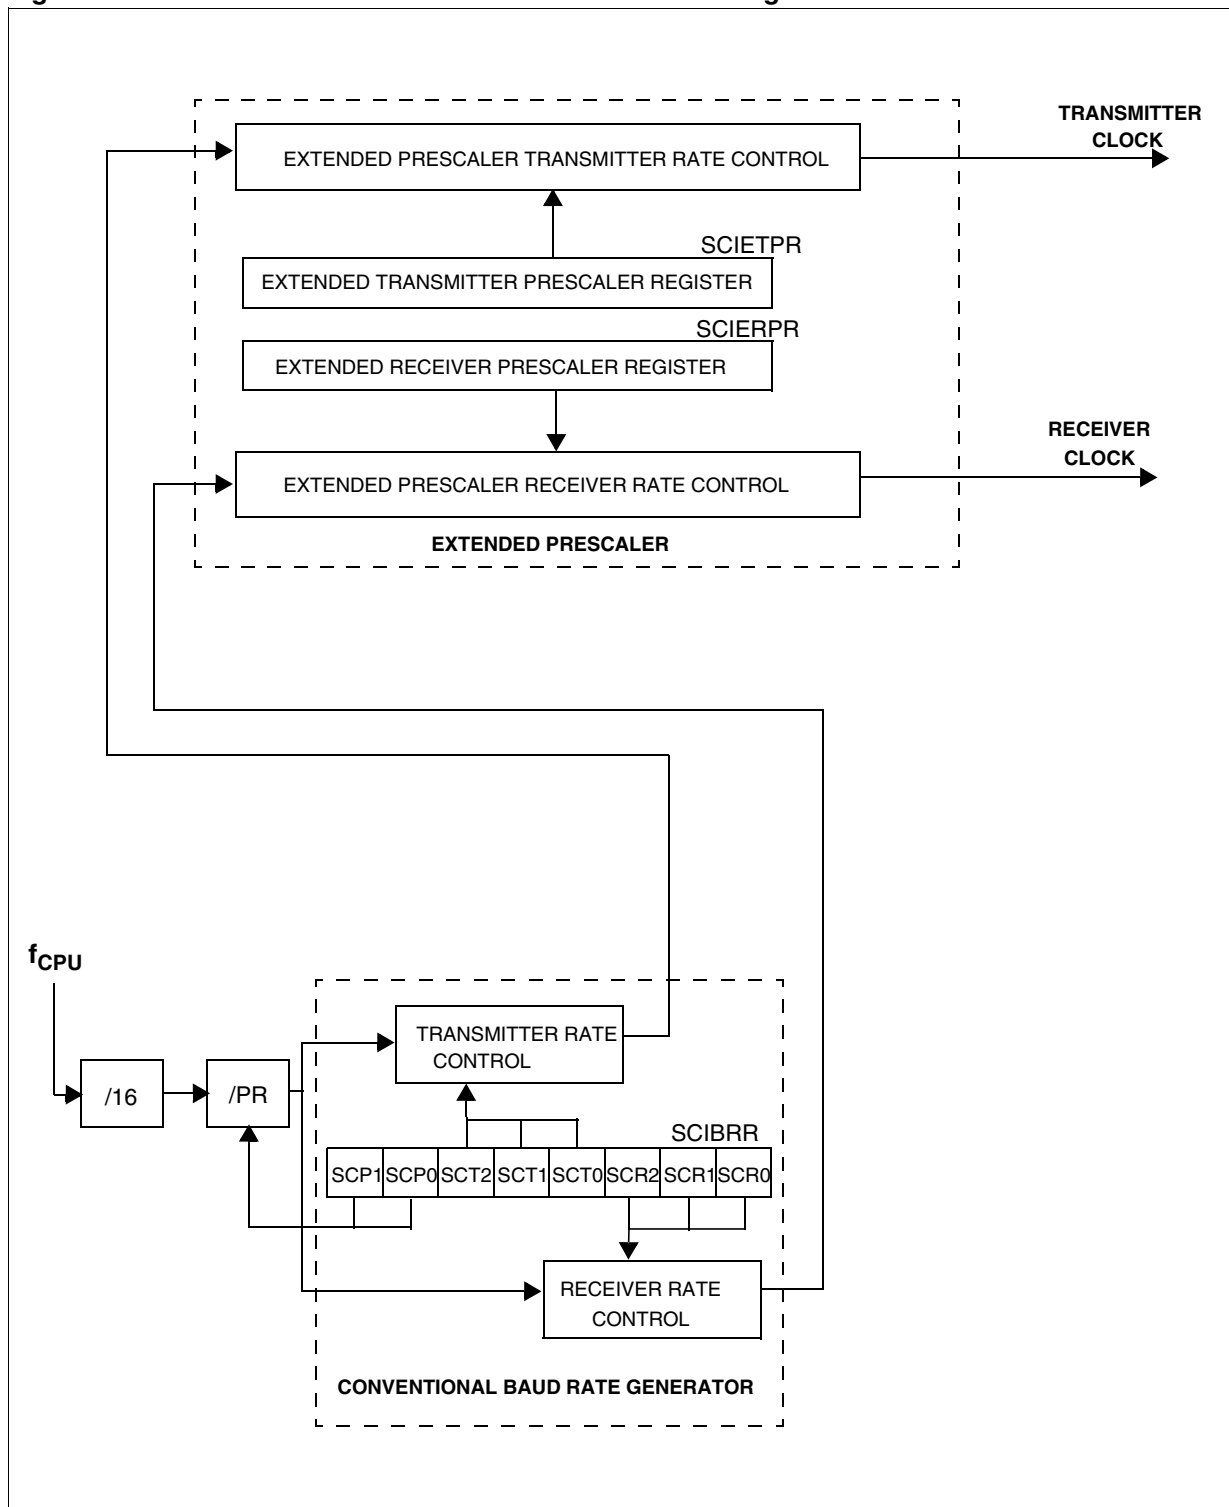 TRANSMITTER
CLOCK
EXTENDED PRESCALER TRANSMITTER RATE CONTROL
SCIETPR
EXTENDED TRANSMITTER PRESCALER REGISTER
SCIERPR
EXTENDED RECEIVER PRESCALER REGISTER
RECEIVER
CLOCK
EXTENDED PRESCALER RECEIVER RATE CONTROL
EXTENDED PRESCALER
fCPU
TRANSMITTER RATE
CONTROL
/16
/PR
SCIBRR
SCP1 SCP0 SCT2 SCT1 SCT0 SCR2 SCR1 SCR0
RECEIVER RATE
CONTROL
CONVENTIONAL BAUD RATE GENERATOR